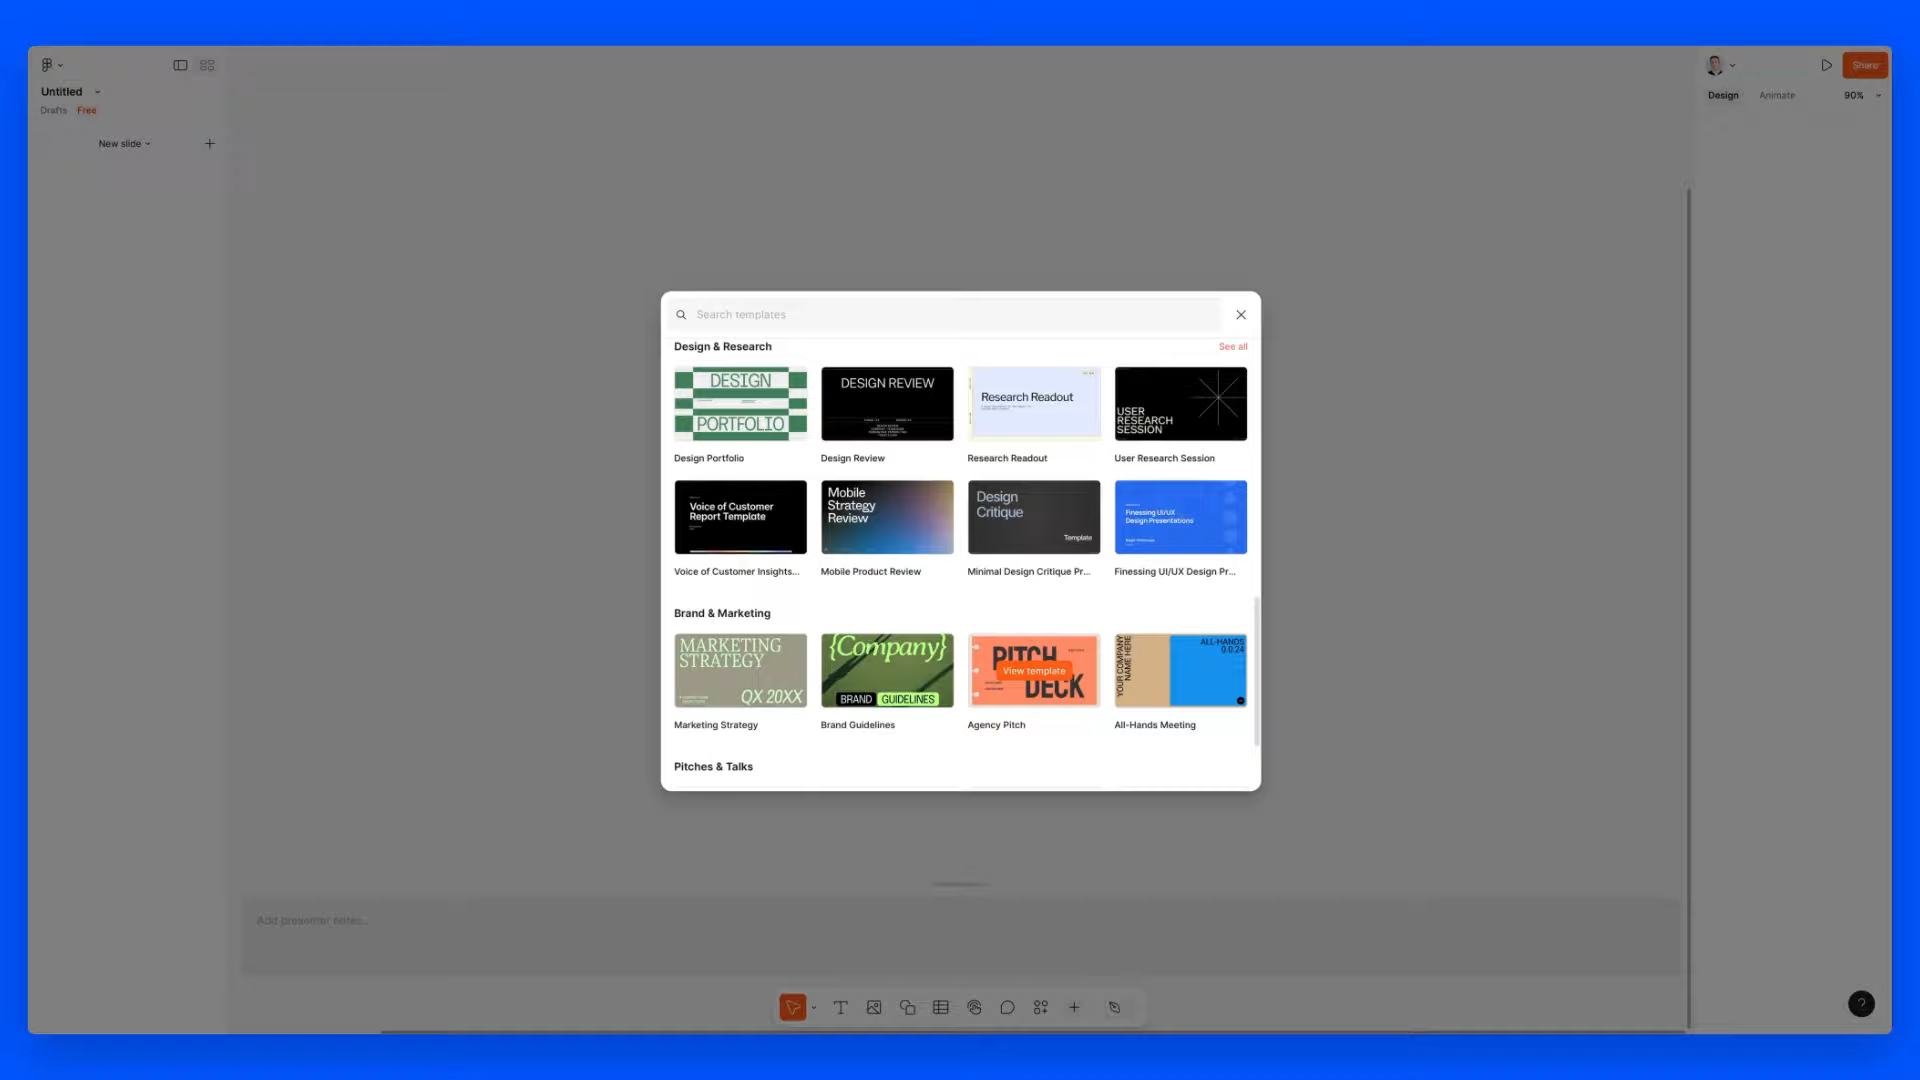 Untitled
Drafts Free
New slide
Share
Design Animate 90%
Search templates
Design & Research See all
DESIGN
PORTFOLIO
DESIGN REVIEW
Research Readout
USER
RESEARCH
SESSION
Design Portfolio
Design Review
Research Readout
User Research Session
Voice of Customer
Report Template
Mobile
Strategy
Review
Design
Critique
Template
Finessing UI/UX
Design Presentations
Voice of Customer Insights...
Mobile Product Review
Minimal Design Critique Pr...
Finessing UI/UX Design Pr...
Brand & Marketing
MARKETING
STRATEGY
QX 20XX
{Company}
BRAND GUIDELINES
PITCH
View template
DECK
YOUR COMPANY
NAME HERE
ALL-HANDS
0.0.24
Marketing Strategy
Brand Guidelines
Agency Pitch
All-Hands Meeting
Pitches & Talks
Add presenter notes...
?